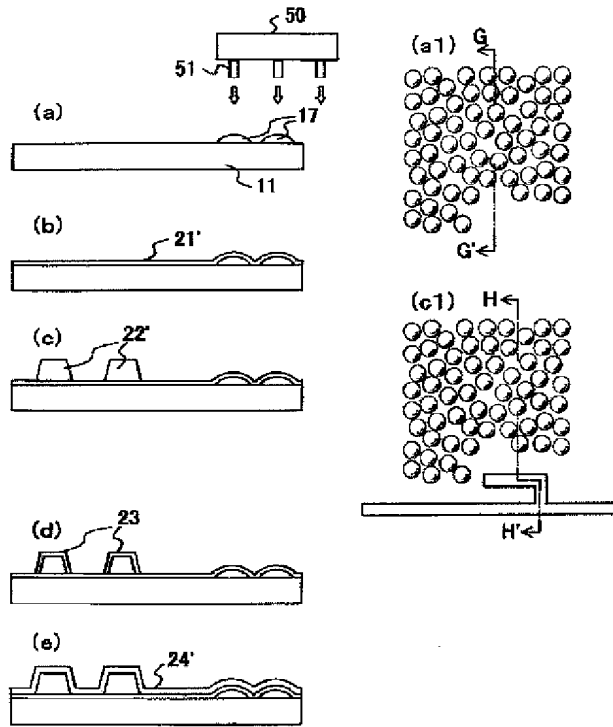 50
51
(a)
17
11
(b)
21'
(c)
22'
(d)
23
(e)
24'
(a1)
G
G'
(c1)
H
H'